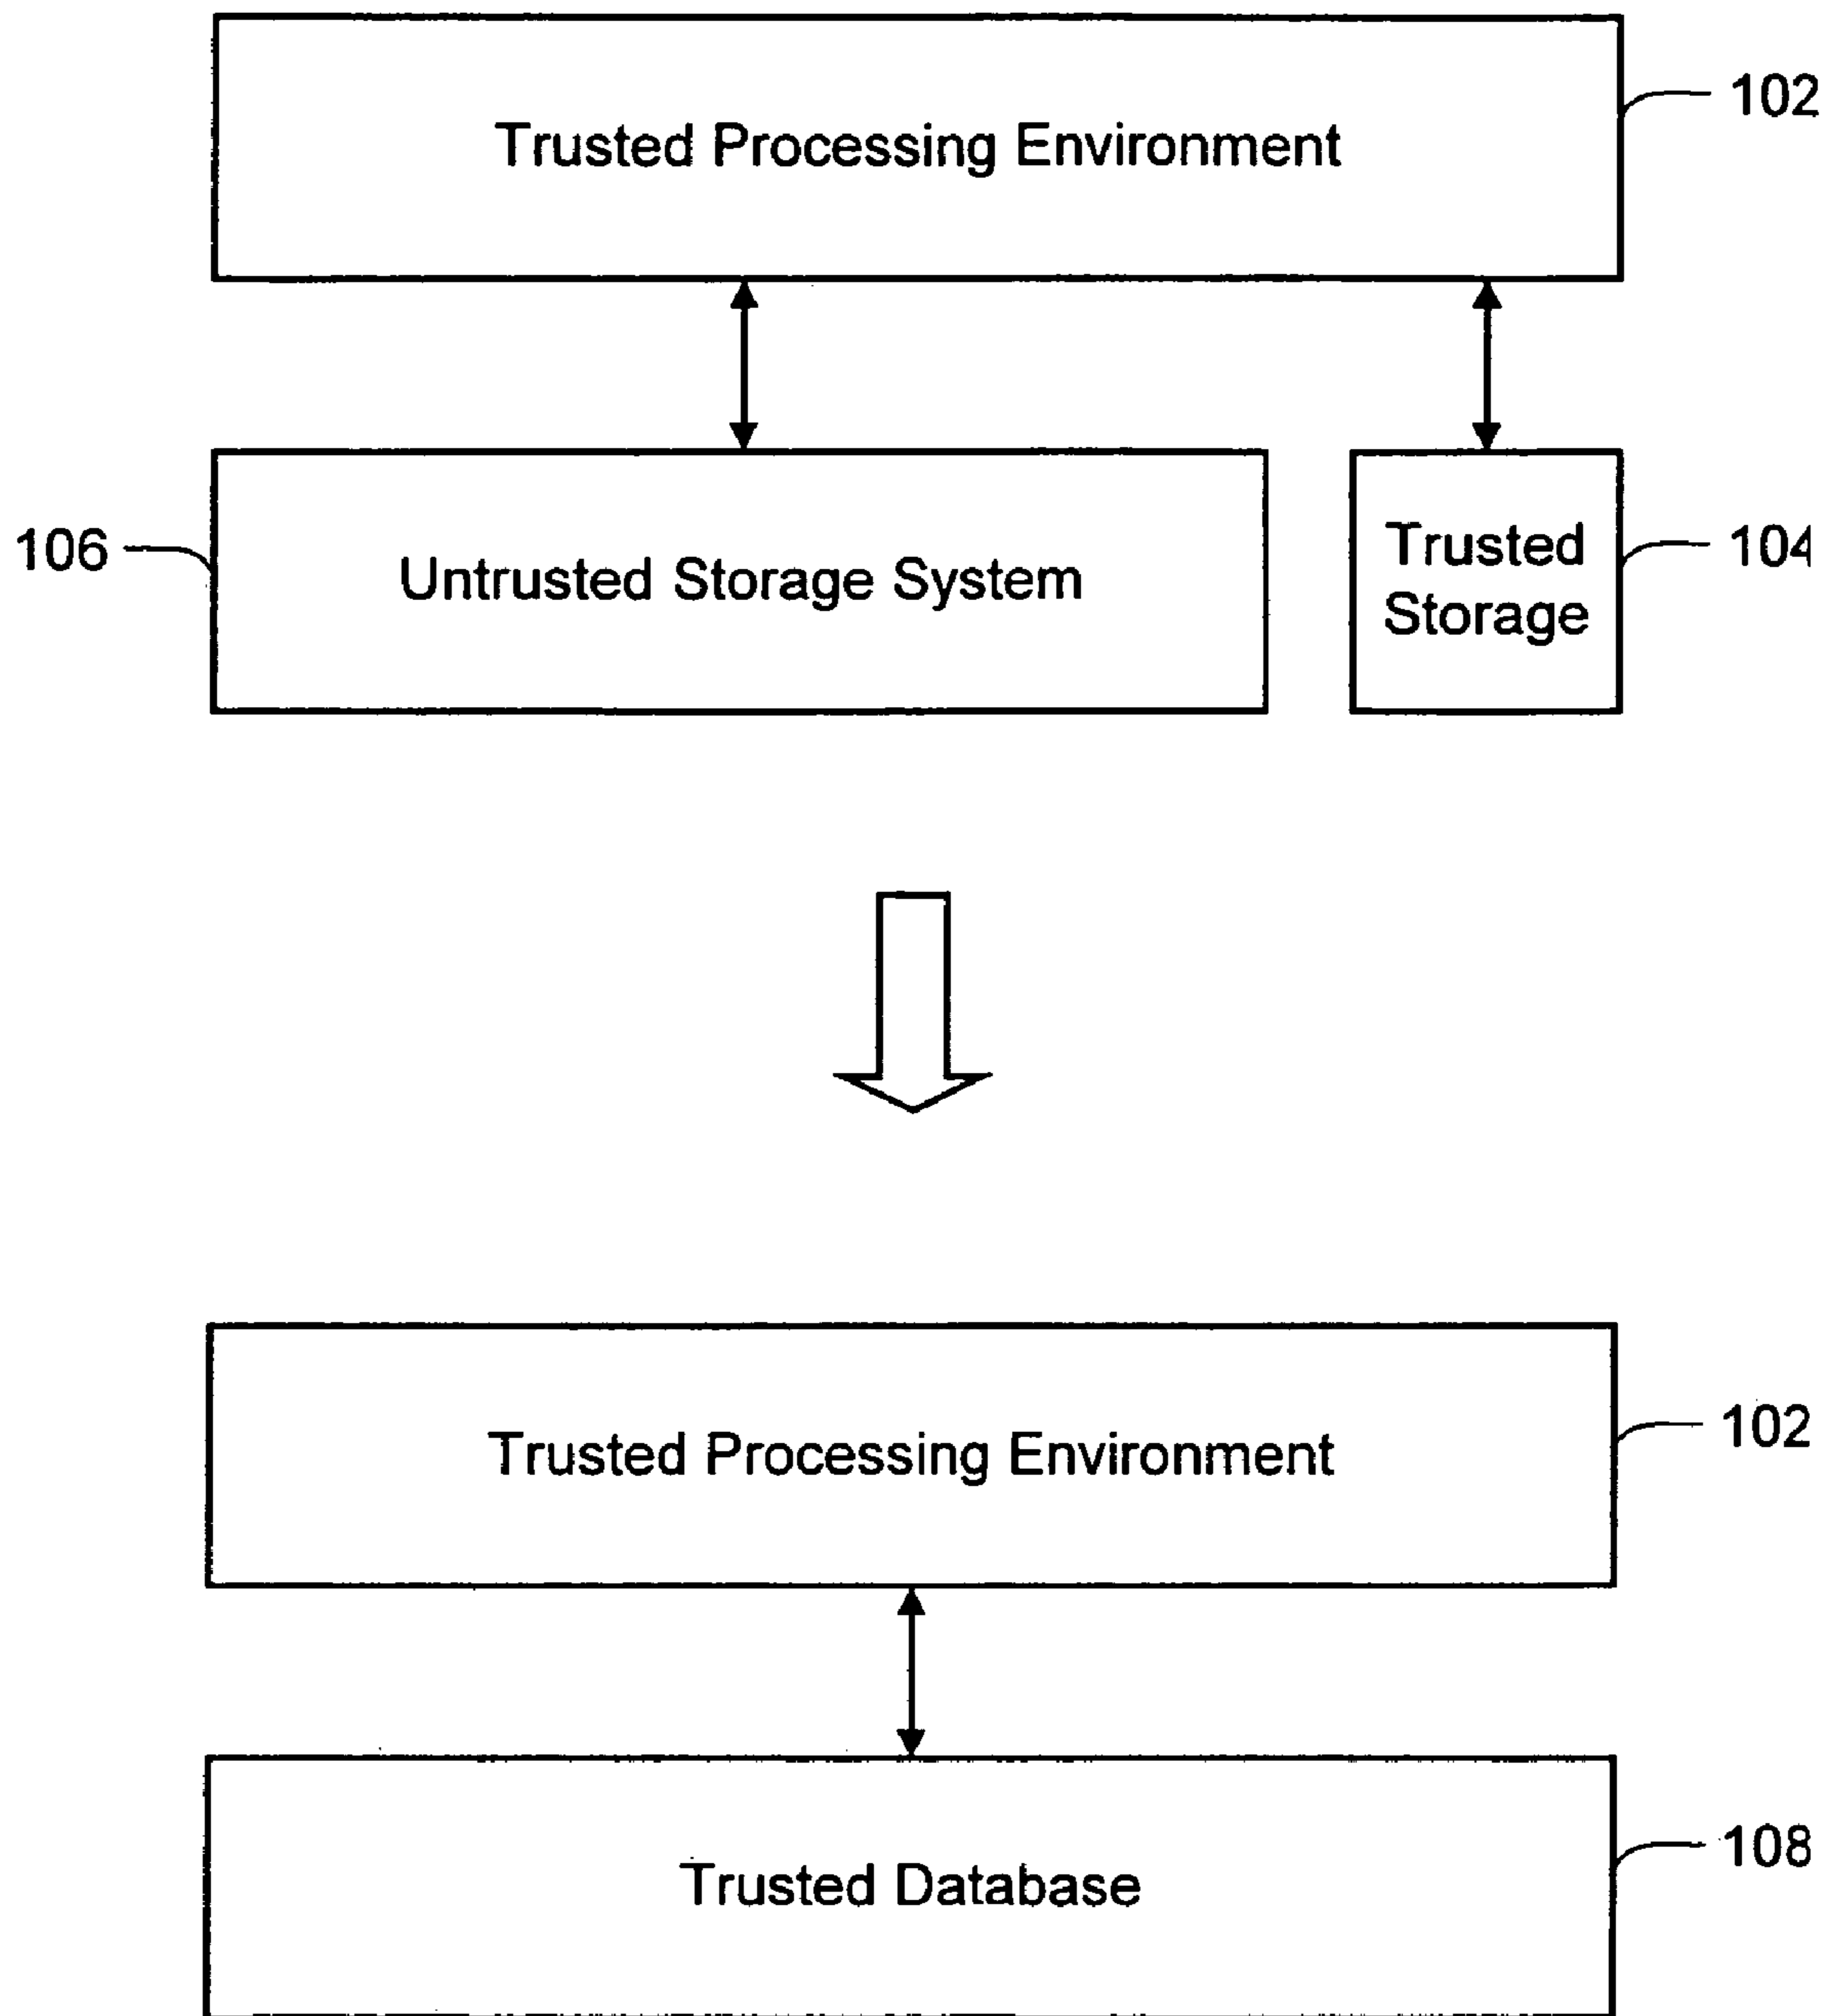 Trusted Processing Environment
102
106
Untrusted Storage System
Trusted
Storage
104
Trusted Processing Environment
102
Trusted Database
108